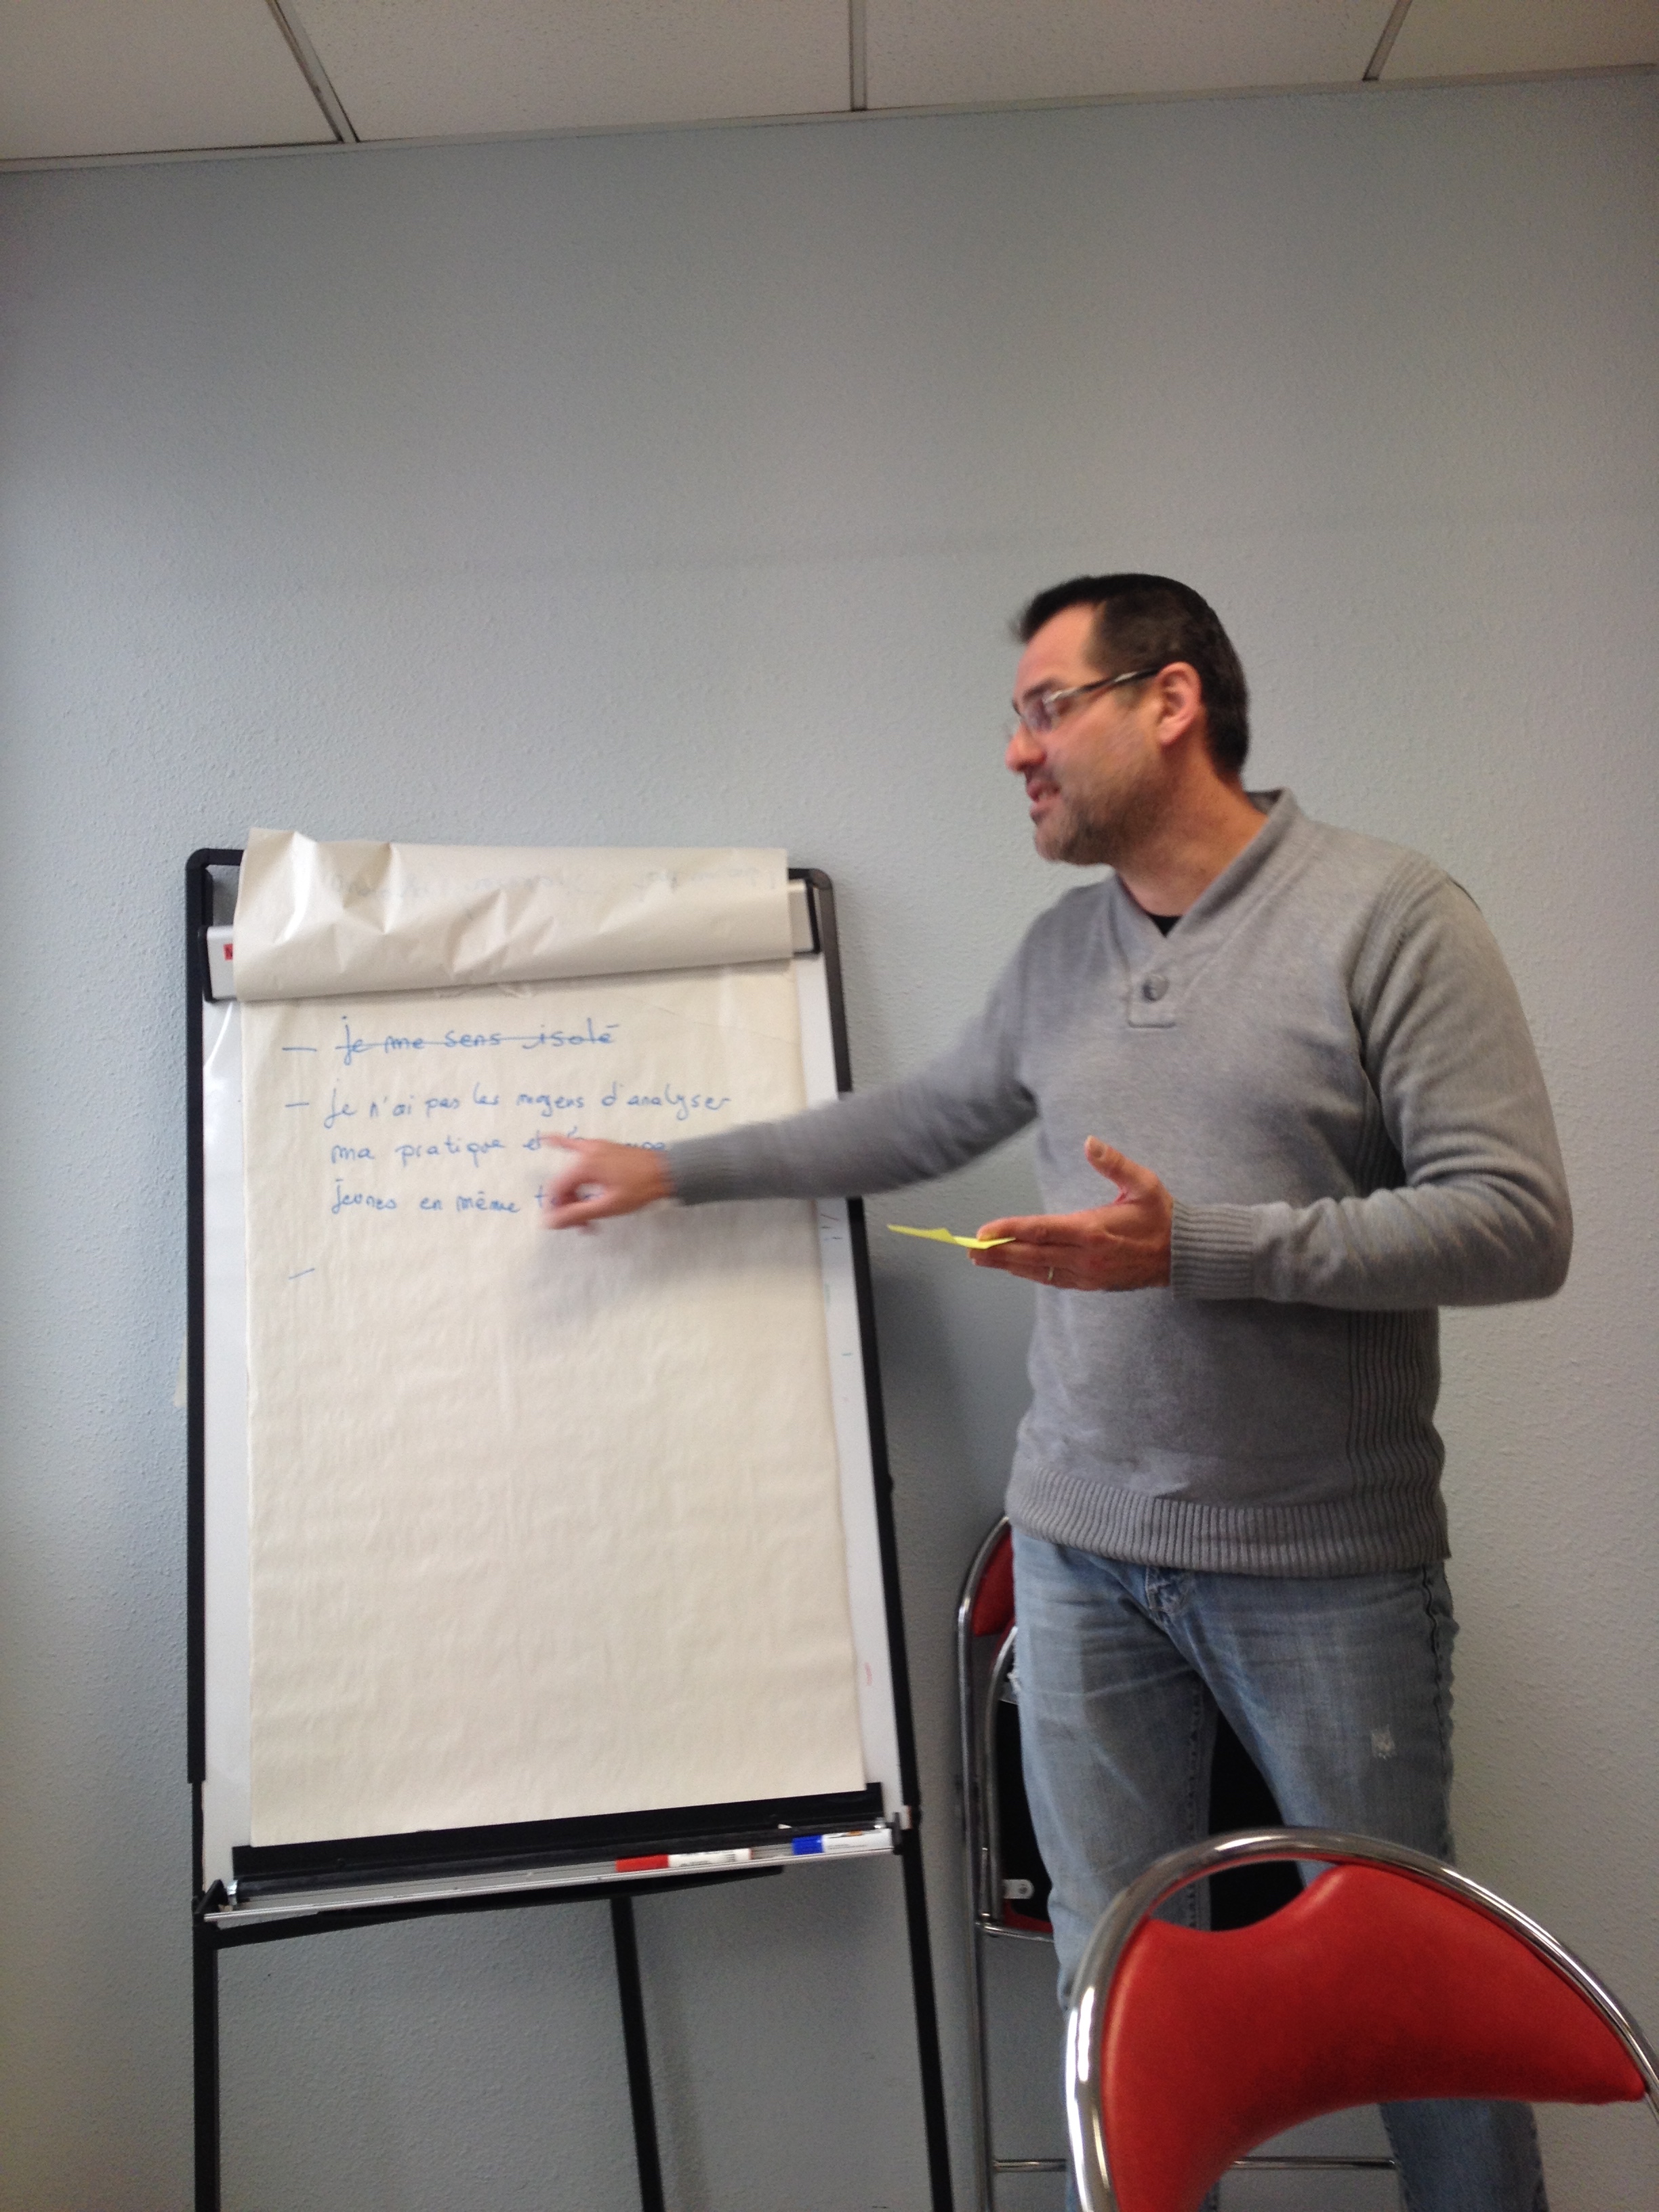 — je me sens isolé
— je n'ai pas les moyens d'analyser
ma pratique et
jeunes en même
—